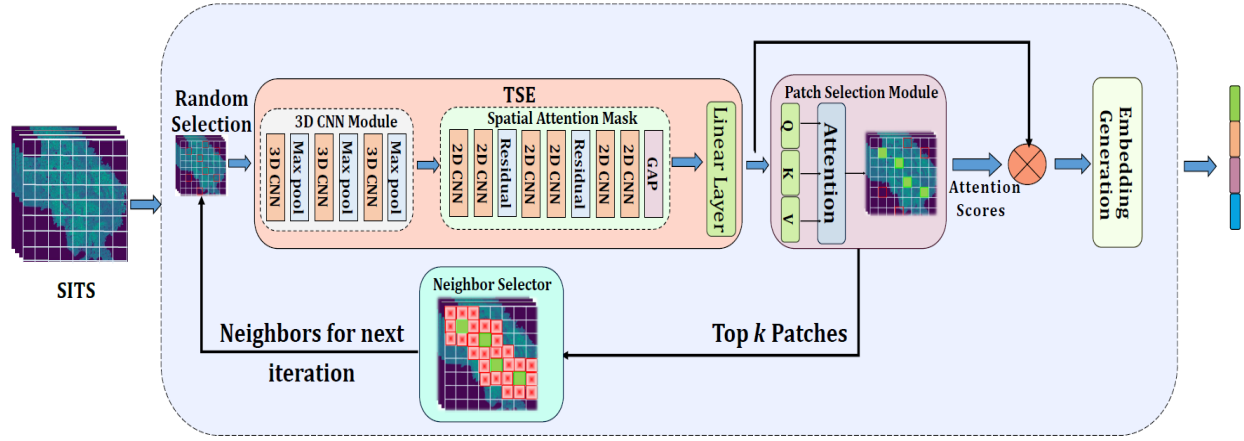 SITS
Random
Selection
TSE
3D CNN Module
3D CNN
Max pool
3D CNN
Max pool
3D CNN
Max pool
Spatial Attention Mask
2D CNN
2D CNN
Residual
2D CNN
2D CNN
Residual
2D CNN
2D CNN
GAP
Linear Layer
Patch Selection Module
Q
K
V
Attention
Attention
Scores
Embedding
Generation
Neighbor Selector
Neighbors for next
iteration
Top k Patches